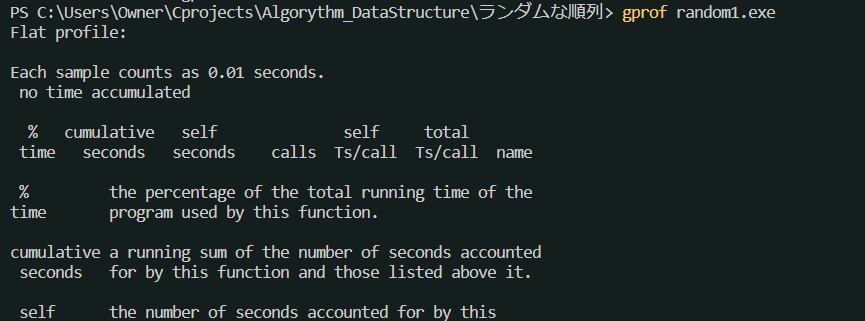 PS C:\Users\Owner\Cprojects\Algorythm_DataStructure\ランダムな順列> gprof random1.exe
Flat profile:
Each sample counts as 0.01 seconds.
no time accumulated
% cumulative self self total
time seconds seconds calls Ts/call Ts/call name
% the percentage of the total running time of the
time program used by this function.
cumulative a running sum of the number of seconds accounted
seconds for by this function and those listed above it.
self the number of seconds accounted for by this